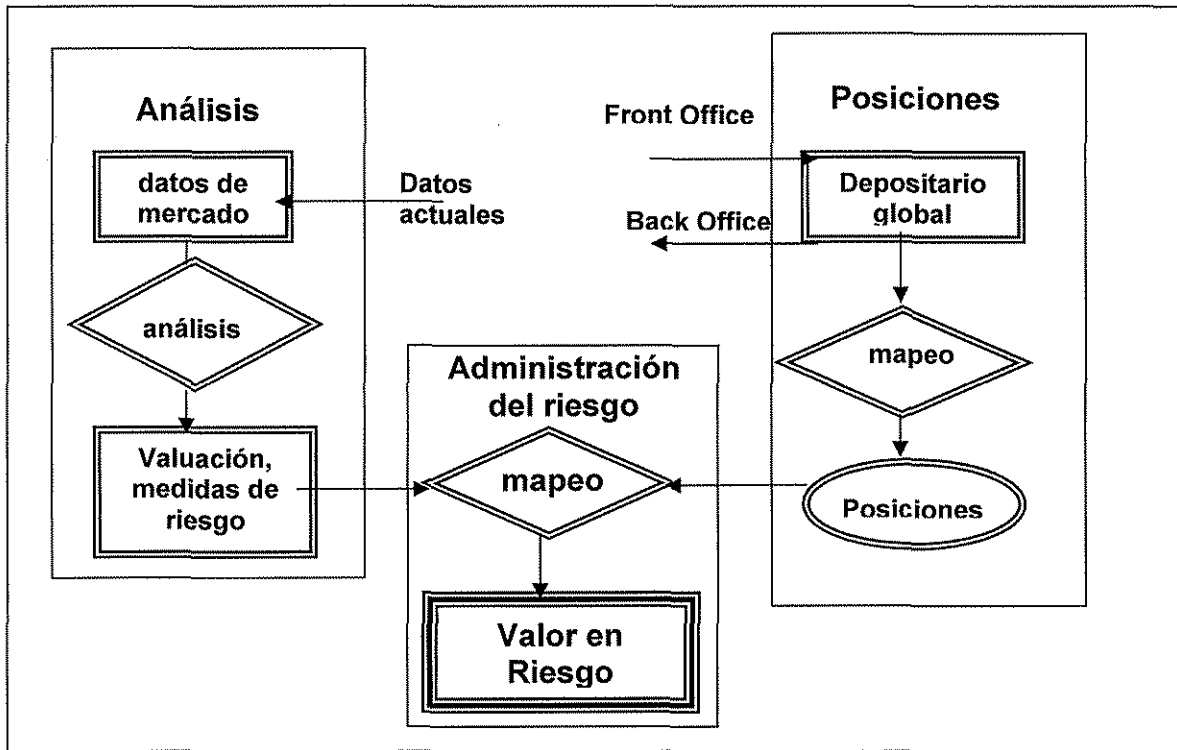 Análisis
datos de
mercado
análisis
Valuación,
medidas de
riesgo
Datos
actuales
Front Office
Back Office
Administración
del riesgo
mapeo
Valor en
Riesgo
Posiciones
Depositario
global
mapeo
Posiciones